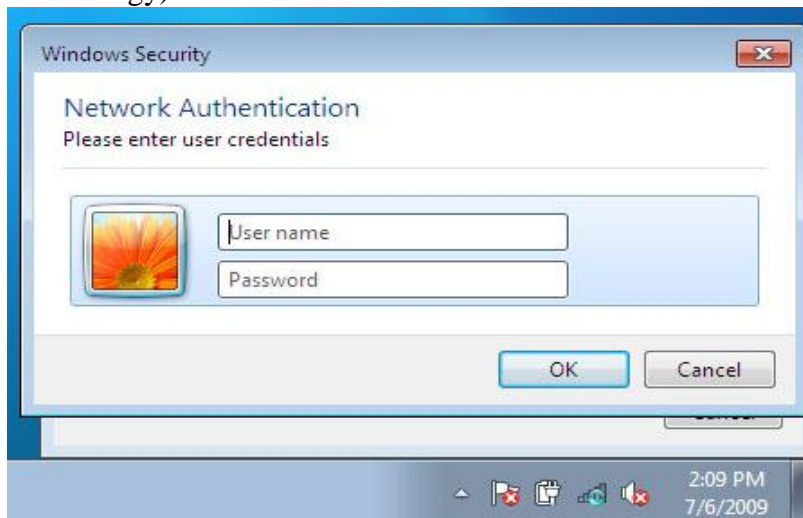 Windows Security
Network Authentication
Please enter user credentials
User name
Password
OK
Cancel
2:09 PM
7/6/2009